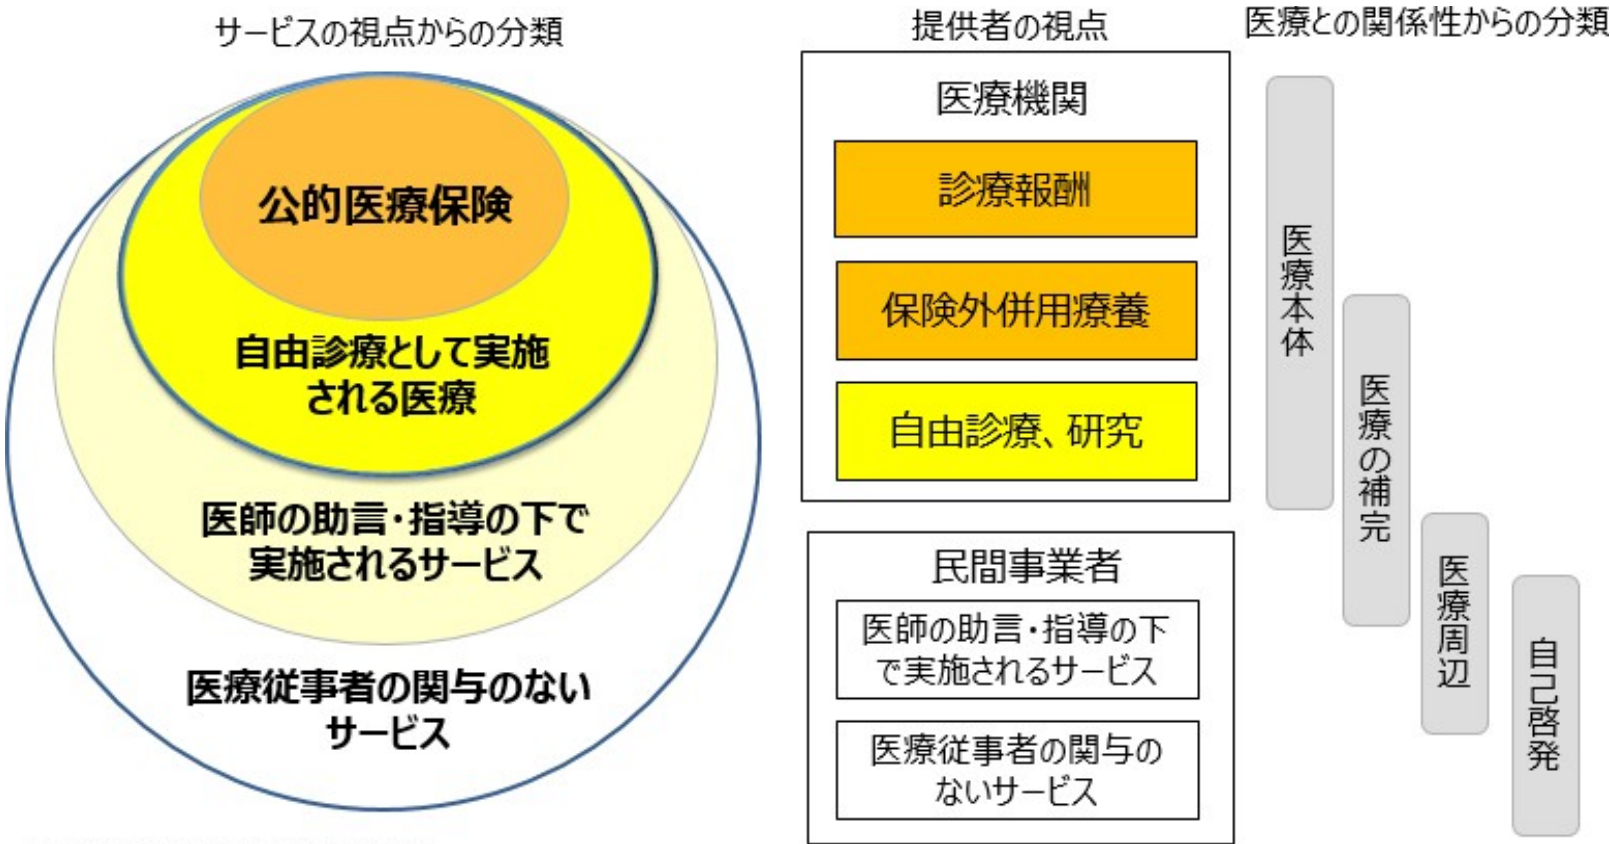 サービスの視点からの分類
公的医療保険
自由診療として実施
される医療
医師の助言・指導の下で
実施されるサービス
医療従事者の関与のない
サービス
提供者の視点
医療機関
診療報酬
保険外併用療養
自由診療、研究
民間事業者
医師の助言・指導の下
で実施されるサービス
医療従事者の関与の
ないサービス
医療との関係性からの分類
医療本体
医療の補完
医療周辺
自己啓発